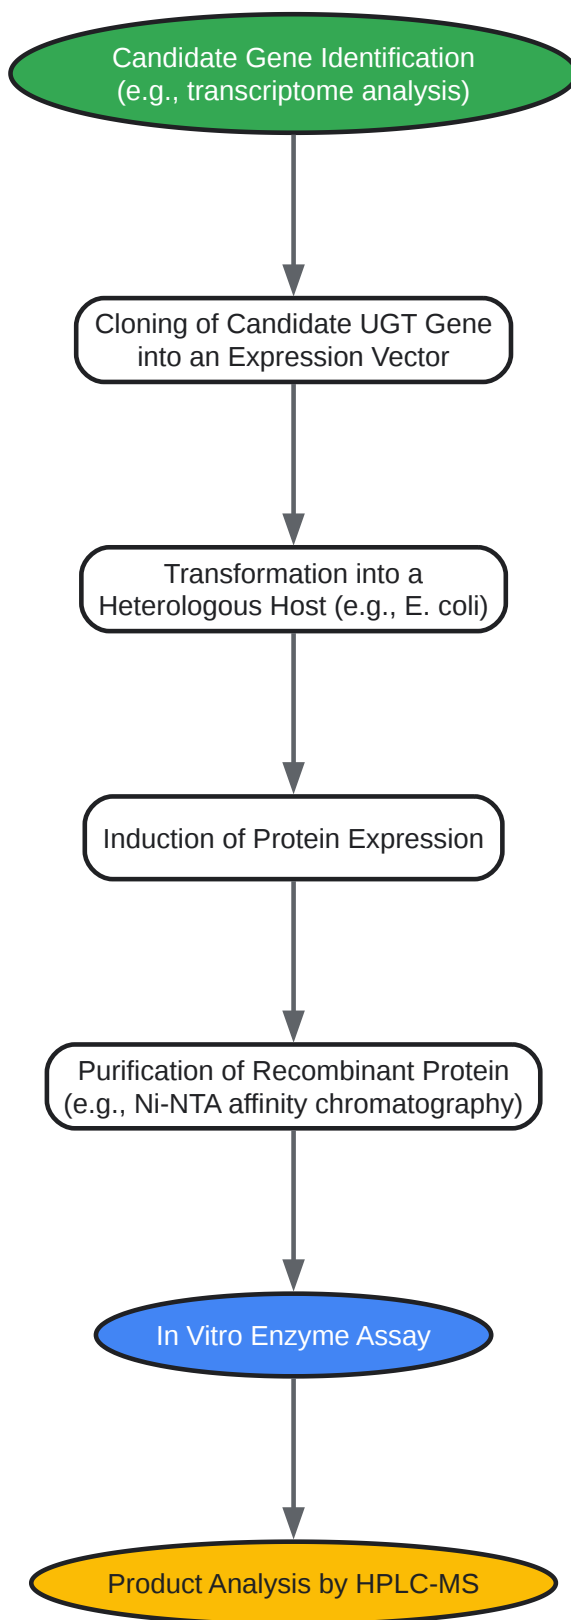 Candidate Gene Identification
(e.g., transcriptome analysis)
Cloning of Candidate UGT Gene
into an Expression Vector
Transformation into a
Heterologous Host (e.g., E. coli)
Induction of Protein Expression
Purification of Recombinant Protein
(e.g., Ni-NTA affinity chromatography)
In Vitro Enzyme Assay
Product Analysis by HPLC-MS